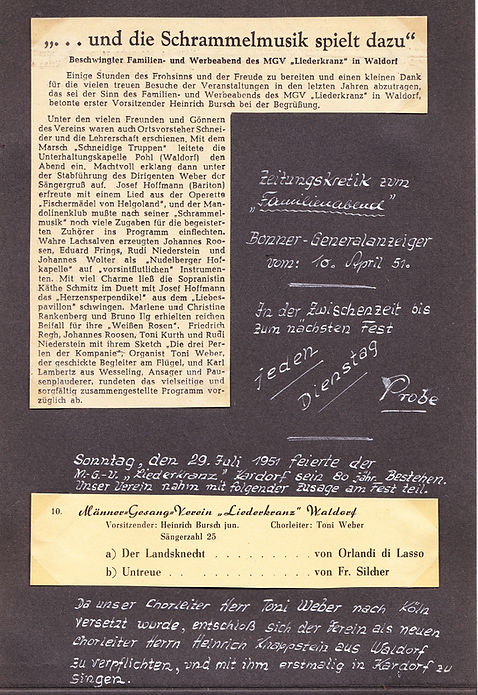 „. . . und die Schrammelmusik spielt dazu“
Beschwingter Familien- und Werbeabend des MGV „Liederkranz“ in Waldorf
Einige Stunden des Frohsinns und der Freude zu bereiten und einen kleinen Dank
für die vielen treuen Besuche der Veranstaltungen in den letzten Jahren abzutragen,
das sei der Sinn des Familien- und Werbeabends des MGV „Liederkranz“ in Waldorf,
betonte erster Vorsitzender Heinrich Bursch bei der Begrüßung.
Unter den vielen Freunden und Gönnern
des Vereins waren auch Ortsvorsteher Schnei-
der und die Lehrerschaft erschienen. Mit dem
Marsch „Schneidige Truppen“ leitete die
Unterhaltungskapelle Pohl (Waldorf) den
Abend ein. Machtvoll erklang dann unter
der Stabführung des Dirigenten Weber der
Sängergruß auf. Josef Hoffmann (Bariton)
erfreute mit einem Lied aus der Operette
„Fischermädel von Helgoland“, und der Man-
dolinenklub mußte nach seiner „Schrammel-
musik“ noch viele Zugaben für die begeister-
ten Zuhörer ins Programm einflechten.
Wahre Lachsalven erzeugten Johannes Roo-
sen, Eduard Frings, Rudi Niederstein und
Johannes Wolter als „Nudelberger Hof-
kapelle“ auf „vorsintflutlichen“ Instrumen-
ten. Mit viel Charme ließ die Sopranistin
Käthe Schmitz im Duett mit Josef Hoffmann
das „Herzensperpendikel“ aus dem „Liebes-
pavillon“ schwingen. Marlene und Christine
Rankenberg und Bruno Ilg erhielten reichen
Beifall für ihre „Weißen Rosen“. Friedrich
Regh, Johannes Roosen, Toni Kurth und Rudi
Niederstein mit ihrem Sketch „Die drei Per-
len der Kompanie“, Organist Toni Weber,
der geschickte Begleiter am Flügel, und Karl
Lambertz aus Wesseling, Ansager und Pau-
senplauderer, rundeten das vielseitige und
sorgfältig zusammengestellte Programm vor-
züglich ab.
Zeitungskretik zum
„Familienabend“
Bonner-Generalanzeiger
vom: 10. April 51.
In der Zwischenzeit bis
zum nächsten Fest
jeden
Dienstag
Probe
Sonntag, den 29. Juli 1951 feierte der
M.-G.-V. „Liederkranz“, Kardorf sein 80 jähr. Bestehen.
Unser Verein nahm mit folgender Zusage am Fest teil.
10. Männer-Gesang-Verein „Liederkranz“ Waldorf
Vorsitzender: Heinrich Bursch jun. Chorleiter: Toni Weber
Sängerzahl 25
a) Der Landsknecht . . . . . . . . . von Orlandi di Lasso
b) Untreue . . . . . . . . . . . . . von Fr. Silcher
Da unser Chorleiter Herr Toni Weber nach Köln
versetzt wurde, entschloß sich der Verein als neuen
Chorleiter Herrn Heinrich Knappstein aus Waldorf
zu verpflichten, und mit ihm erstmalig in Kardorf zu
singen.